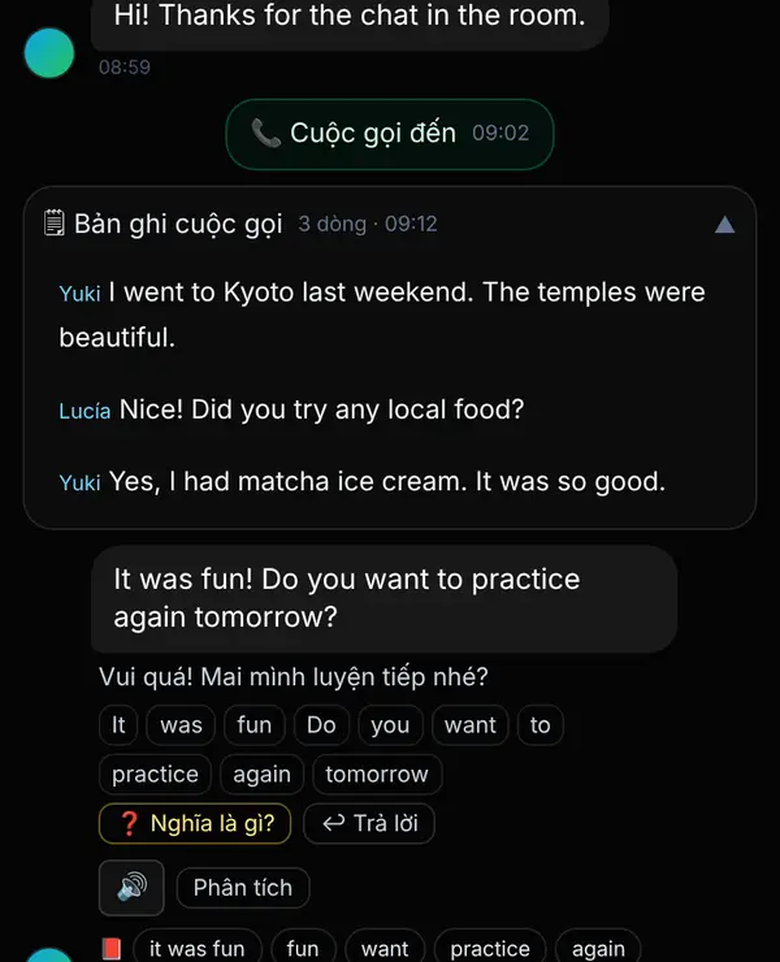 Hi! Thanks for the chat in the room.
08:59
Cuộc gọi đến 09:02
Bản ghi cuộc gọi 3 dòng · 09:12
Yuki I went to Kyoto last weekend. The temples were
beautiful.
Lucía Nice! Did you try any local food?
Yuki Yes, I had matcha ice cream. It was so good.
It was fun! Do you want to practice
again tomorrow?
Vui quá! Mai mình luyện tiếp nhé?
It was fun Do you want to
practice again tomorrow
❓ Nghĩa là gì? ↩ Trả lời
Phân tích
it was fun fun want practice again